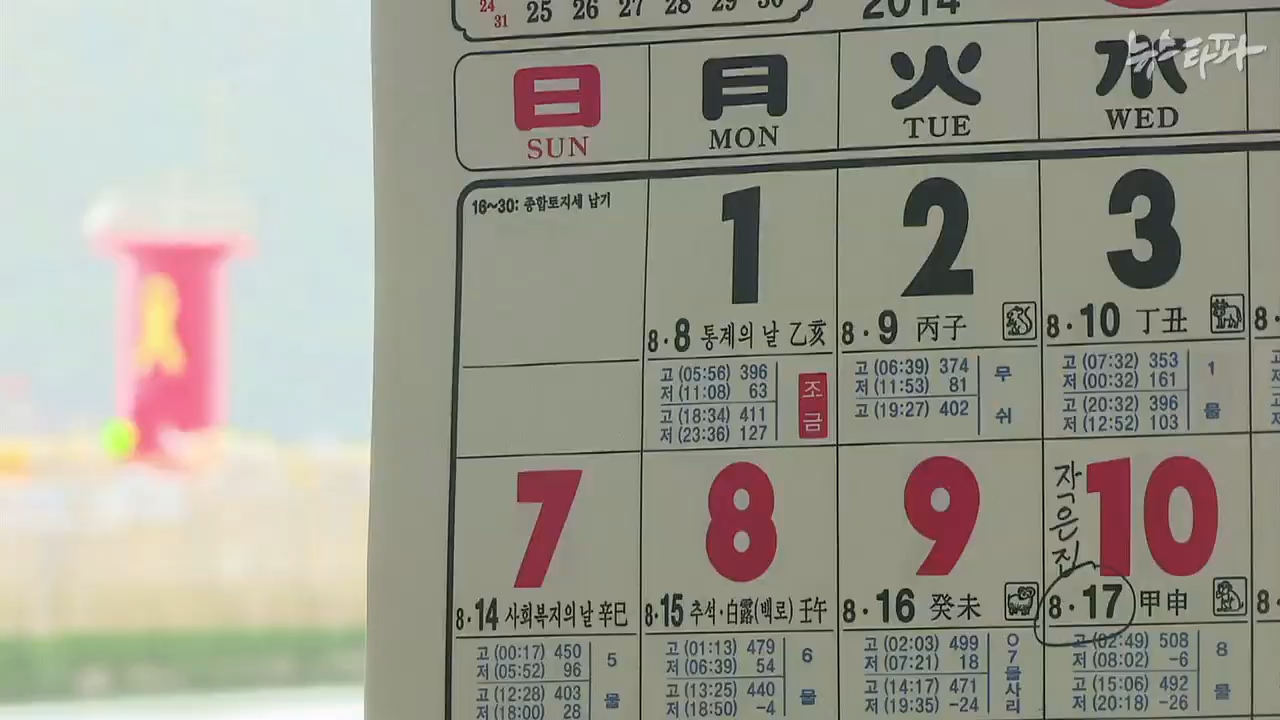 24 31 25 26 27 28 29 30
2014
뉴스타파
日 月 火 水
SUN MON TUE WED
16~30: 종합토지세 납기
1 2 3
8·8 통계의 날 乙亥 8·9 丙子 8·10 丁丑 8·
고 (05:56) 396
저 (11:08) 63
고 (18:34) 411
저 (23:36) 127
조금
고 (06:39) 374
저 (11:53) 81
고 (19:27) 402
무쉬
고 (07:32) 353
저 (00:32) 161
고 (20:32) 396
저 (12:52) 103
1물
7 8 9 10
작은집
8·14 사회복지의날 辛巳 8·15 추석·白露(백로) 壬午 8·16 癸未 8·17 甲申 8·
고 (00:17) 450
저 (05:52) 96
고 (12:28) 403
저 (18:00) 28
5물
고 (01:13) 479
저 (06:39) 54
고 (13:25) 440
저 (18:50) -4
6물
고 (02:03) 499
저 (07:21) 18
고 (14:17) 471
저 (19:35) -24
7물사리
고 (02:49) 508
저 (08:02) -6
고 (15:06) 492
저 (20:18) -26
8물